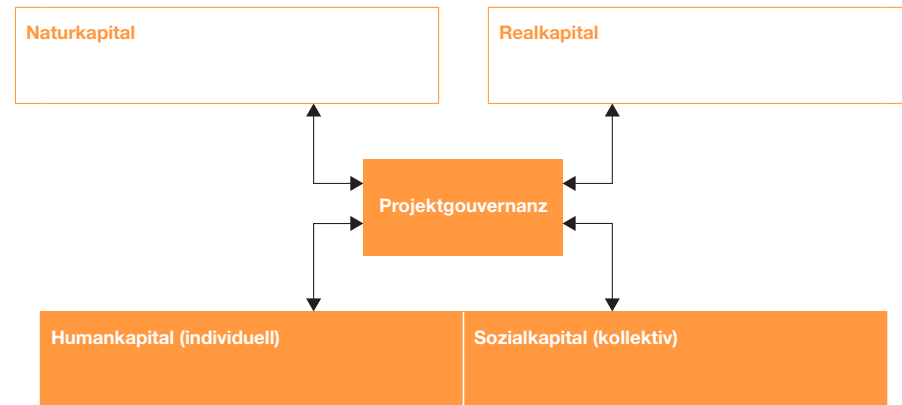 Naturkapital
Realkapital
Projektgouvernanz
Humankapital (individuell)
Sozialkapital (kollektiv)